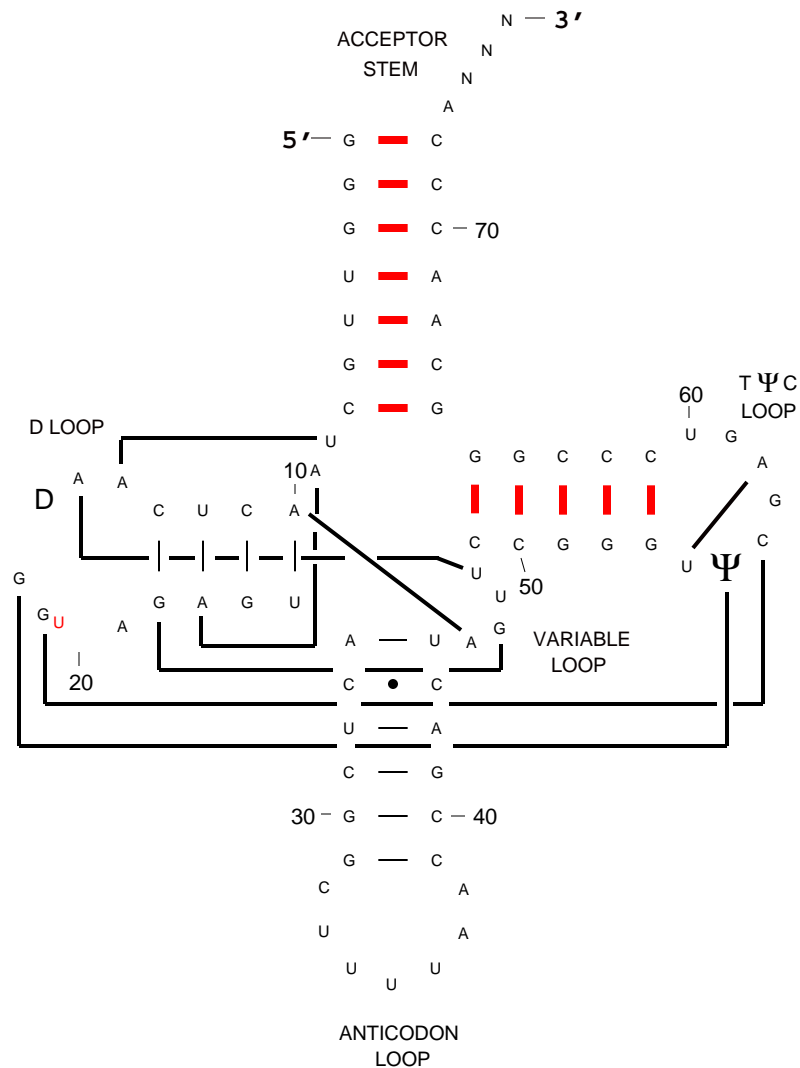 N — 3'
ACCEPTOR
STEM
N
N
A
5' — G C
G C
G C — 70
U A
U A
G C
C G
U
A
10
D LOOP
A A
D
C U C A
G
G U A G A G U
20
60
T Ψ C
LOOP
U G A G C
G G C C C
C C G G G U Ψ
50
U U G A
VARIABLE
LOOP
A U
C • C
U A
C G
30 — G C — 40
G C
C A
U A
U U U
ANTICODON
LOOP